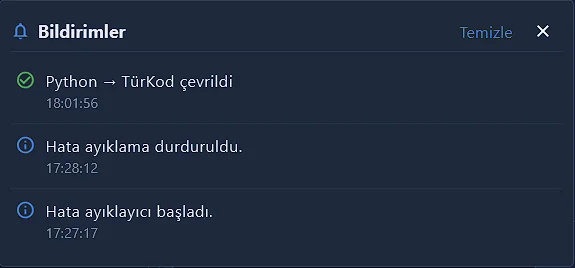 Bildirimler
Temizle
Python → TürKod çevrildi
18:01:56
Hata ayıklama durduruldu.
17:28:12
Hata ayıklayıcı başladı.
17:27:17